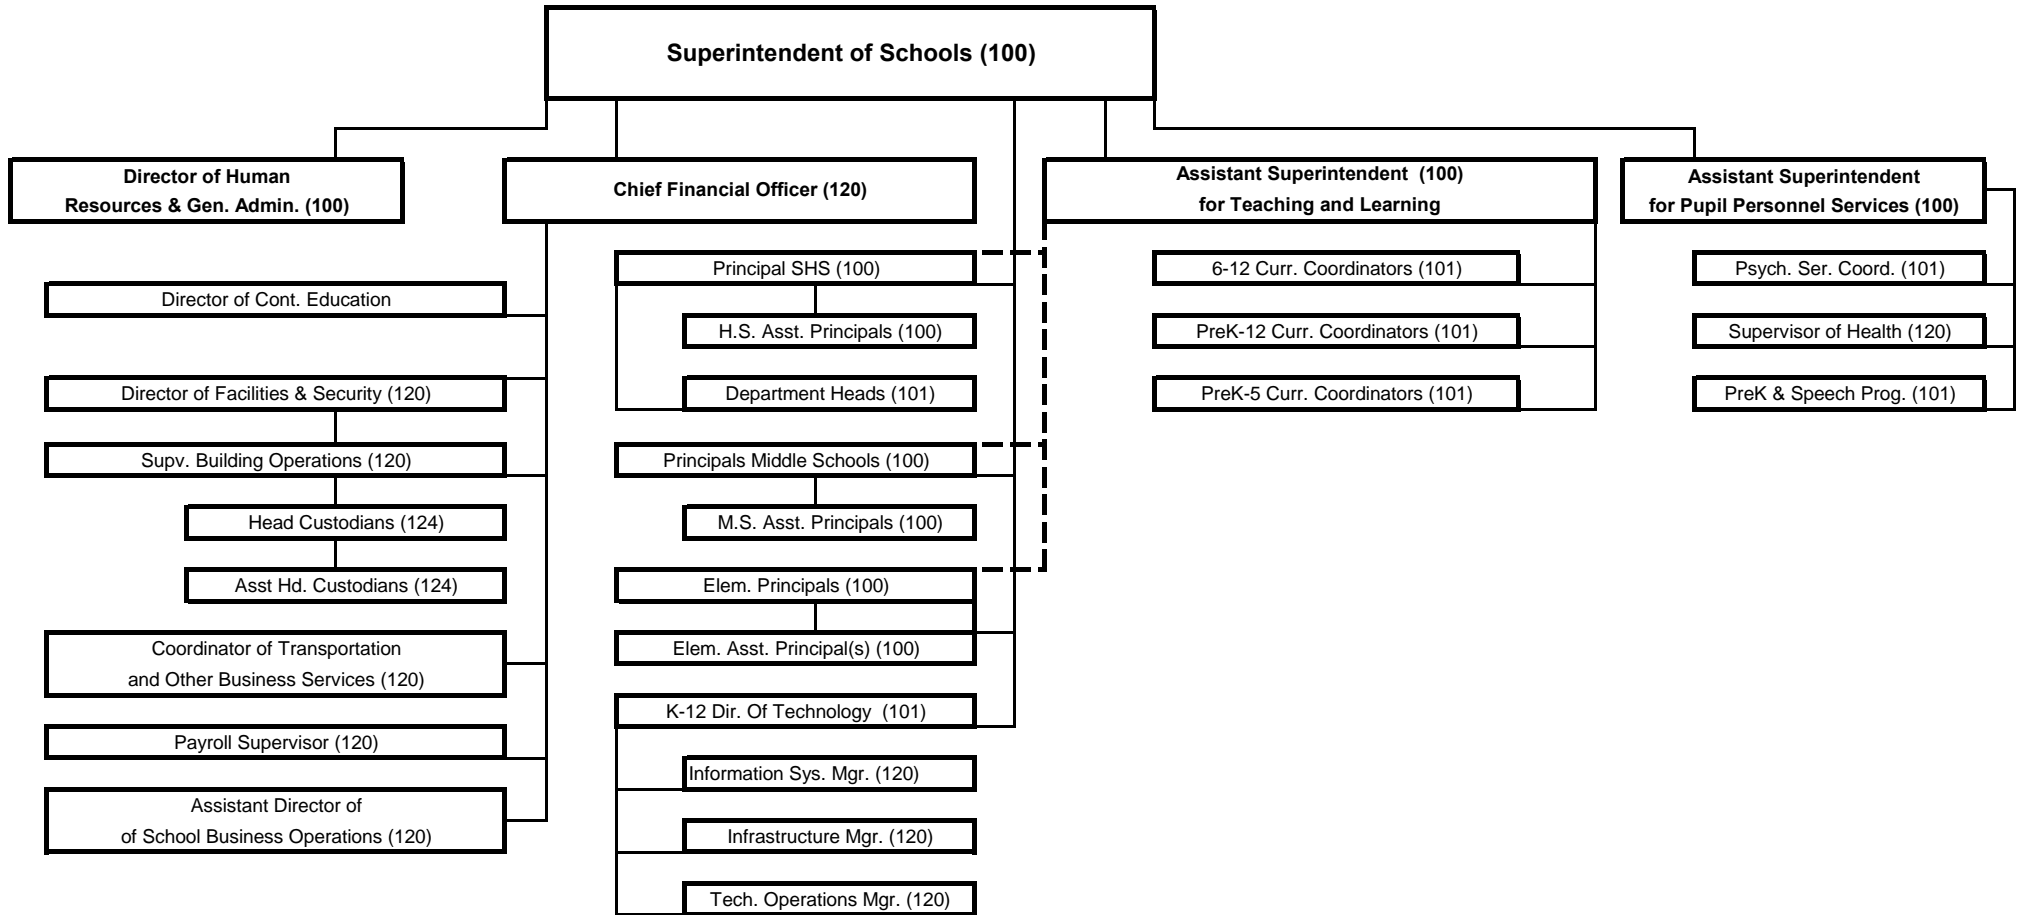 Superintendent of Schools (100)
Director of Human
Resources & Gen. Admin. (100)
Chief Financial Officer (120)
Assistant Superintendent  (100)
for Teaching and Learning
Assistant Superintendent
for Pupil Personnel Services (100)
Director of Cont. Education
Director of Facilities & Security (120)
Supv. Building Operations (120)
Head Custodians (124)
Asst Hd. Custodians (124)
Coordinator of Transportation
and Other Business Services (120)
Payroll Supervisor (120)
Assistant Director of
of School Business Operations (120)
Principal SHS (100)
H.S. Asst. Principals (100)
Department Heads (101)
Principals Middle Schools (100)
M.S. Asst. Principals (100)
Elem. Principals (100)
Elem. Asst. Principal(s) (100)
K-12 Dir. Of Technology  (101)
Information Sys. Mgr. (120)
Infrastructure Mgr. (120)
Tech. Operations Mgr. (120)
6-12 Curr. Coordinators (101)
PreK-12 Curr. Coordinators (101)
PreK-5 Curr. Coordinators (101)
Psych. Ser. Coord. (101)
Supervisor of Health (120)
PreK & Speech Prog. (101)